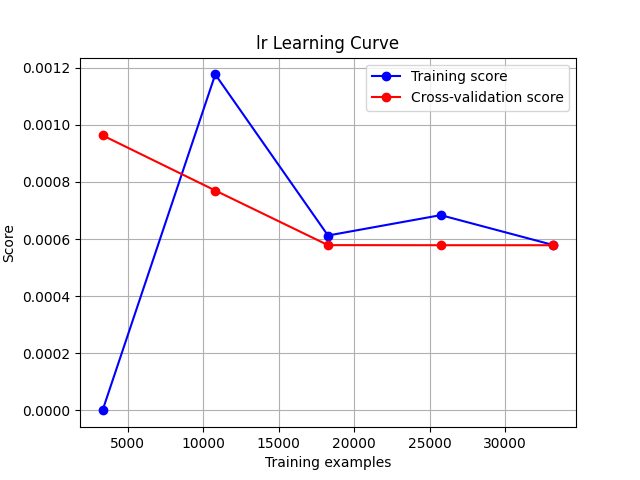 lr Learning Curve
Training score
Cross-validation score
0.0012
0.0010
0.0008
0.0006
0.0004
0.0002
0.0000
Score
5000 10000 15000 20000 25000 30000
Training examples